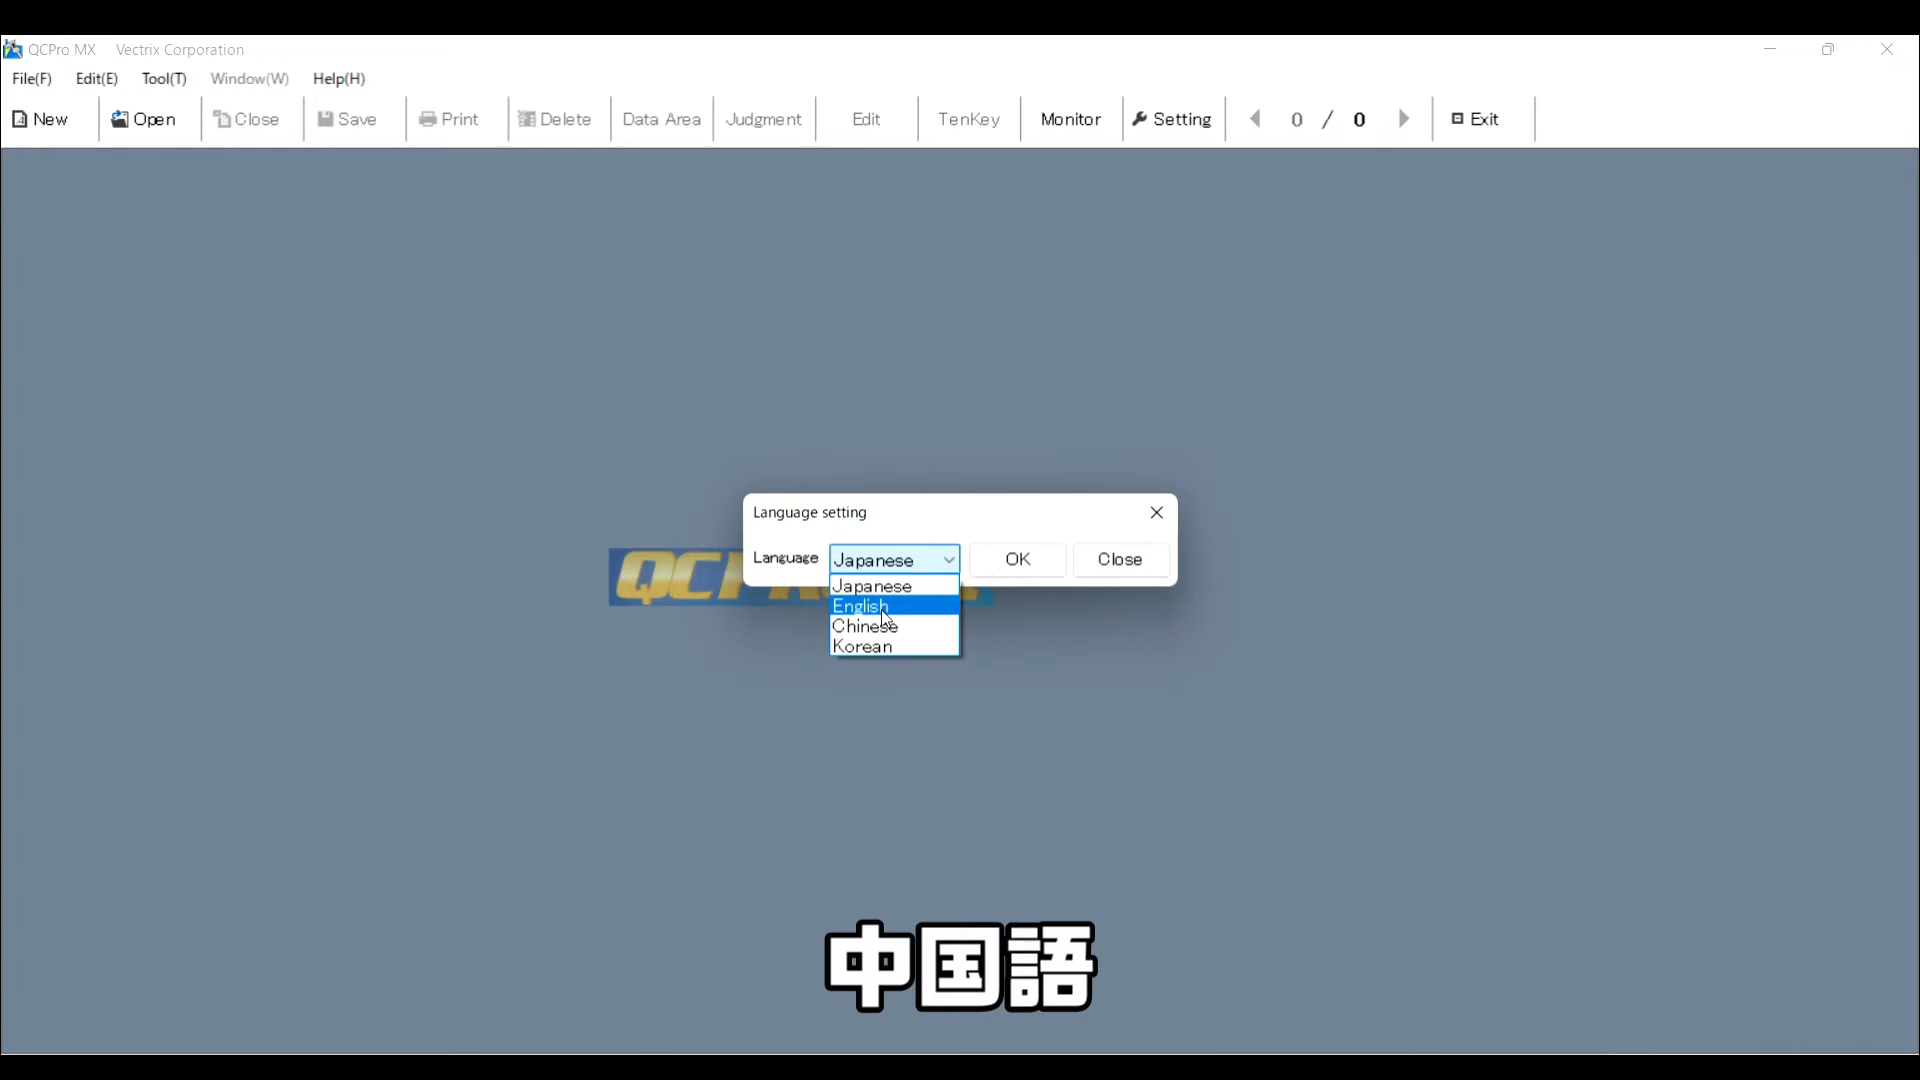 QCPro MX Vectrix Corporation
File(F) Edit(E) Tool(T) Window(W) Help(H)
New Open Close Save Print Delete Data Area Judgment Edit TenKey Monitor Setting 0 / 0 Exit
Language setting
Language Japanese OK Close
Japanese
English
Chinese
Korean
中国語